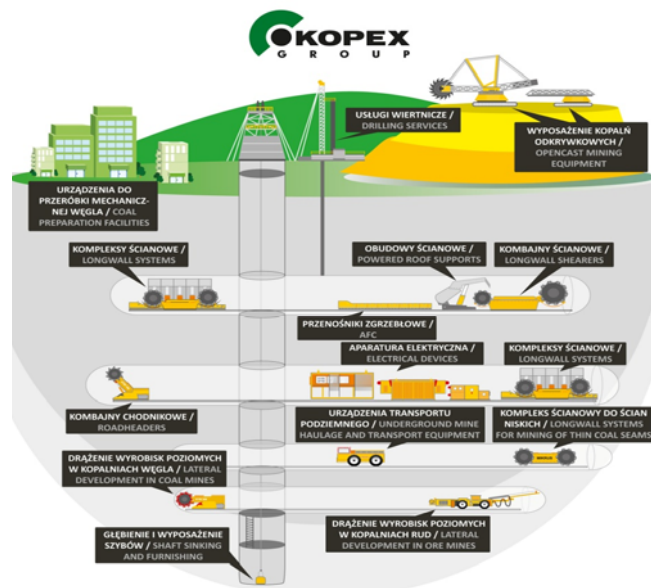 KOPEX
GROUP
USŁUGI WIERTNICZE /
DRILLING SERVICES
WYPOSAŻENIE KOPALŃ
ODKRYWKOWYCH /
OPENCAST MINING
EQUIPMENT
URZĄDZENIA DO
PRZERÓBKI MECHANICZ-
NEJ WĘGLA / COAL
PREPARATION FACILITIES
KOMPLEKSY ŚCIANOWE /
LONGWALL SYSTEMS
OBUDOWY ŚCIANOWE /
POWERED ROOF SUPPORTS
KOMBAJNY ŚCIANOWE /
LONGWALL SHEARERS
PRZENOŚNIKI ZGRZEBŁOWE /
AFC
APARATURA ELEKTRYCZNA /
ELECTRICAL DEVICES
KOMPLEKSY ŚCIANOWE /
LONGWALL SYSTEMS
KOMBAJNY CHODNIKOWE /
ROADHEADERS
URZĄDZENIA TRANSPORTU
PODZIEMNEGO / UNDERGROUND MINE
HAULAGE AND TRANSPORT EQUIPMENT
KOMPLEKS ŚCIANOWY DO ŚCIAN
NISKICH / LONGWALL SYSTEMS
FOR MINING OF THIN COAL SEAMS
DRĄŻENIE WYROBISK POZIOMYCH
W KOPALNIACH WĘGLA / LATERAL
DEVELOPMENT IN COAL MINES
DRĄŻENIE WYROBISK POZIOMYCH
W KOPALNIACH RUD / LATERAL
DEVELOPMENT IN ORE MINES
GŁĘBIENIE I WYPOSAŻENIE
SZYBÓW / SHAFT SINKING
AND FURNISHING